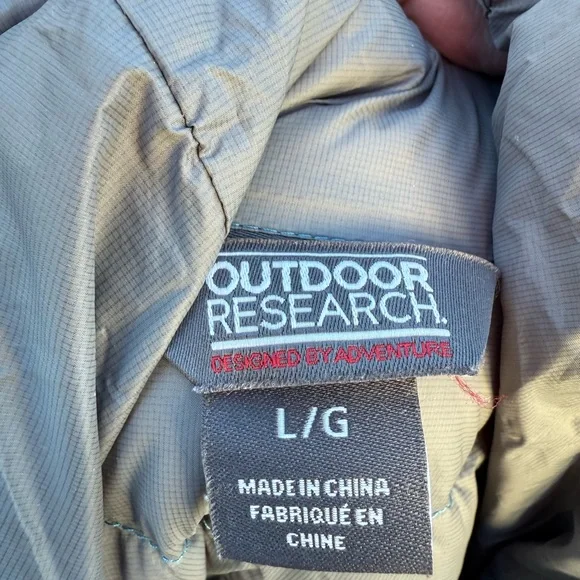 OUTDOOR
RESEARCH.
DESIGNED BY ADVENTURE
L/G
MADE IN CHINA
FABRIQUÉ EN
CHINE